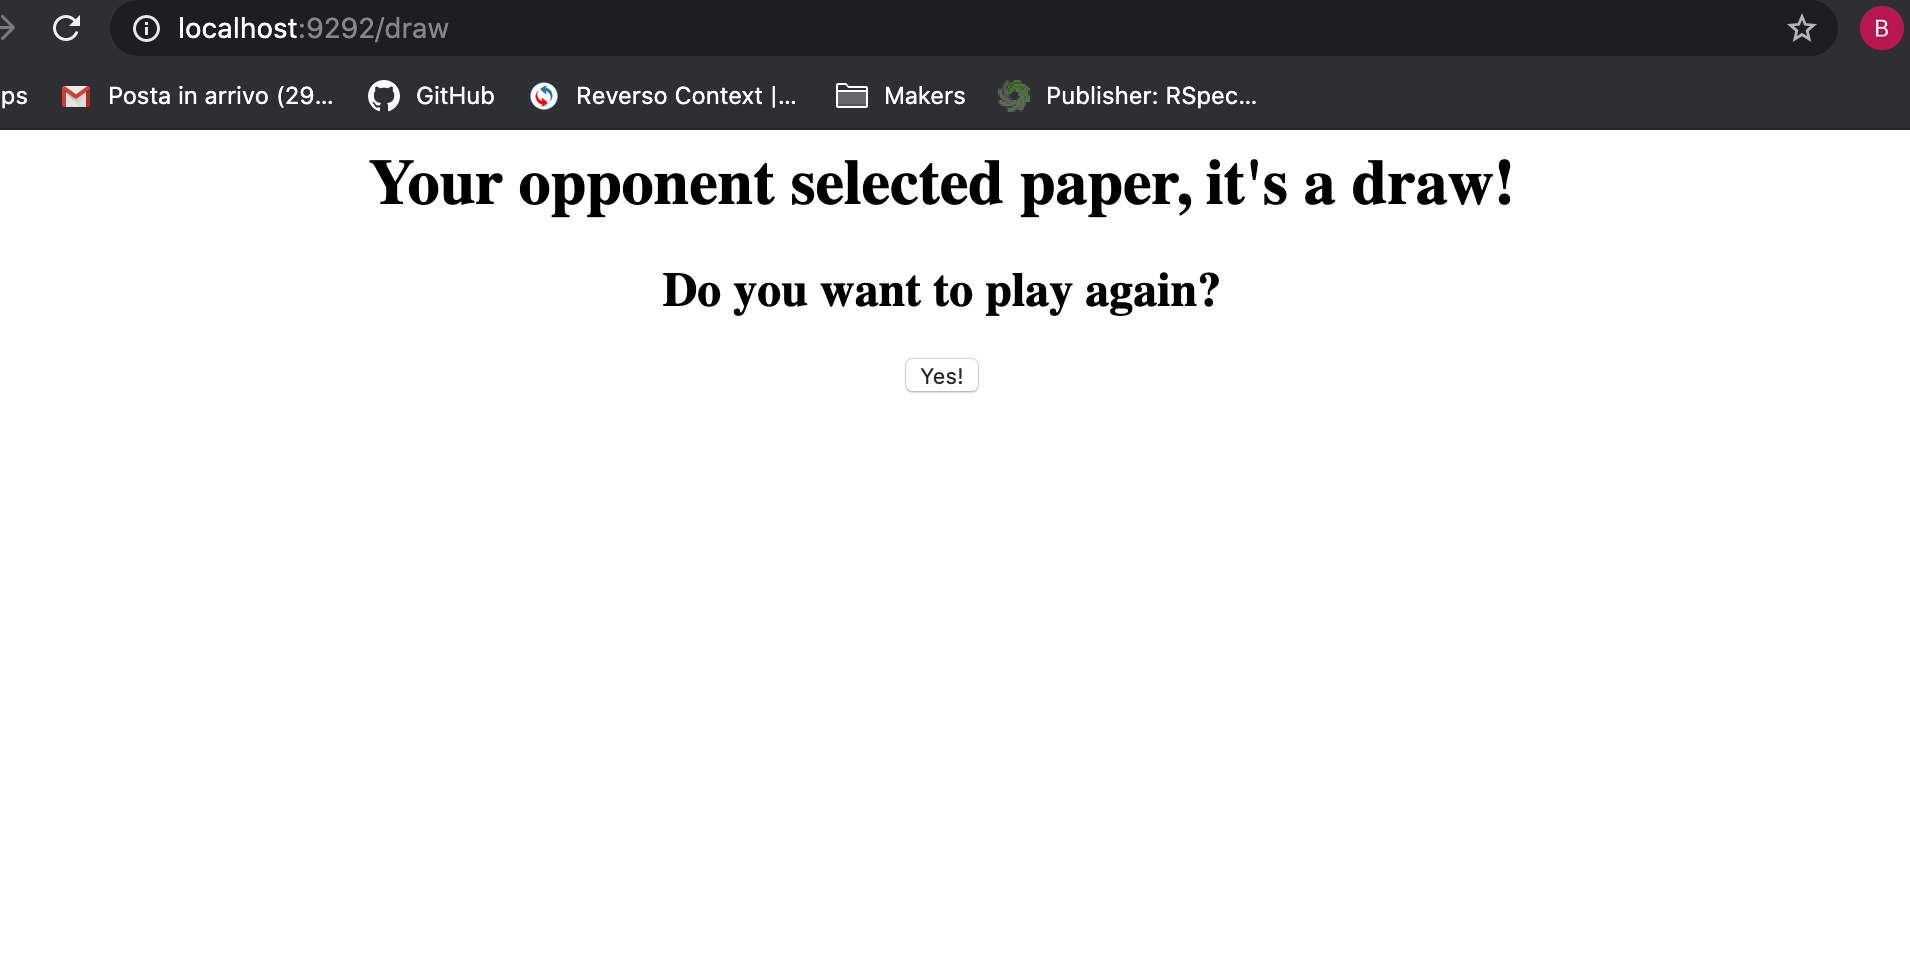 localhost:9292/draw
B
ps Posta in arrivo (29... GitHub Reverso Context |... Makers Publisher: RSpec...
Your opponent selected paper, it's a draw!
Do you want to play again?
Yes!